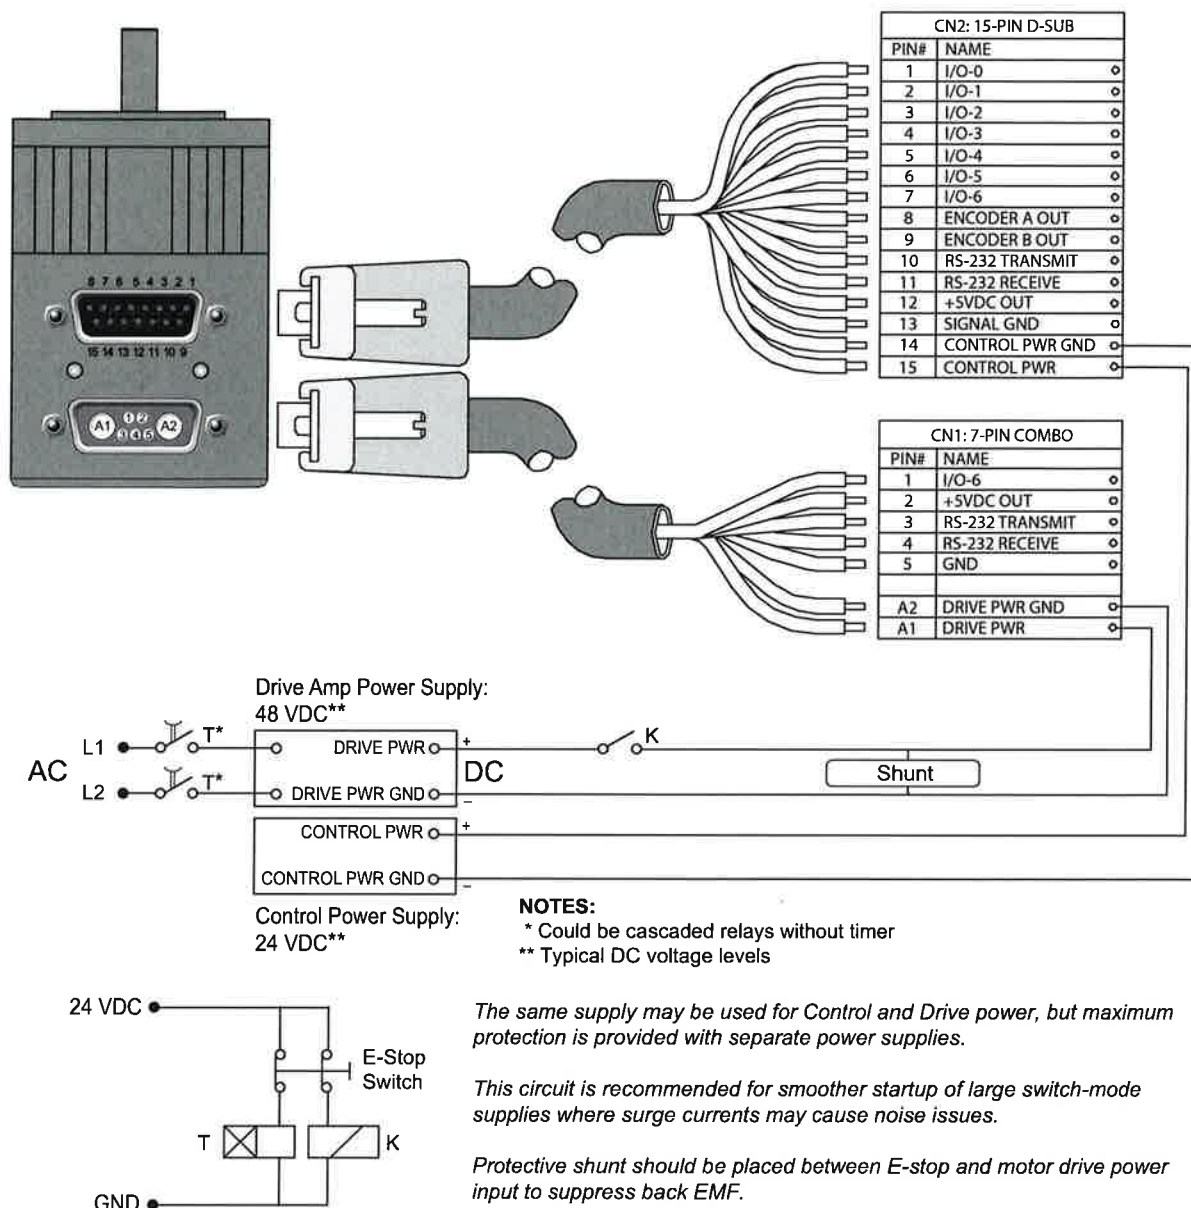 CN2: 15-PIN D-SUB
PIN# NAME
1 I/O-0
2 I/O-1
3 I/O-2
4 I/O-3
5 I/O-4
6 I/O-5
7 I/O-6
8 ENCODER A OUT
9 ENCODER B OUT
10 RS-232 TRANSMIT
11 RS-232 RECEIVE
12 +5VDC OUT
13 SIGNAL GND
14 CONTROL PWR GND
15 CONTROL PWR
8 7 6 5 4 3 2 1
15 14 13 12 11 10 9
A1 1 2 A2
3 4 5
CN1: 7-PIN COMBO
PIN# NAME
1 I/O-6
2 +5VDC OUT
3 RS-232 TRANSMIT
4 RS-232 RECEIVE
5 GND
A2 DRIVE PWR GND
A1 DRIVE PWR
Drive Amp Power Supply:
48 VDC**
AC
L1 T* DRIVE PWR + K
DC
Shunt
L2 T* DRIVE PWR GND –
CONTROL PWR +
CONTROL PWR GND –
Control Power Supply:
24 VDC**
NOTES:
* Could be cascaded relays without timer
** Typical DC voltage levels
24 VDC
E-Stop
Switch
T K
GND
The same supply may be used for Control and Drive power, but maximum
protection is provided with separate power supplies.
This circuit is recommended for smoother startup of large switch-mode
supplies where surge currents may cause noise issues.
Protective shunt should be placed between E-stop and motor drive power
input to suppress back EMF.